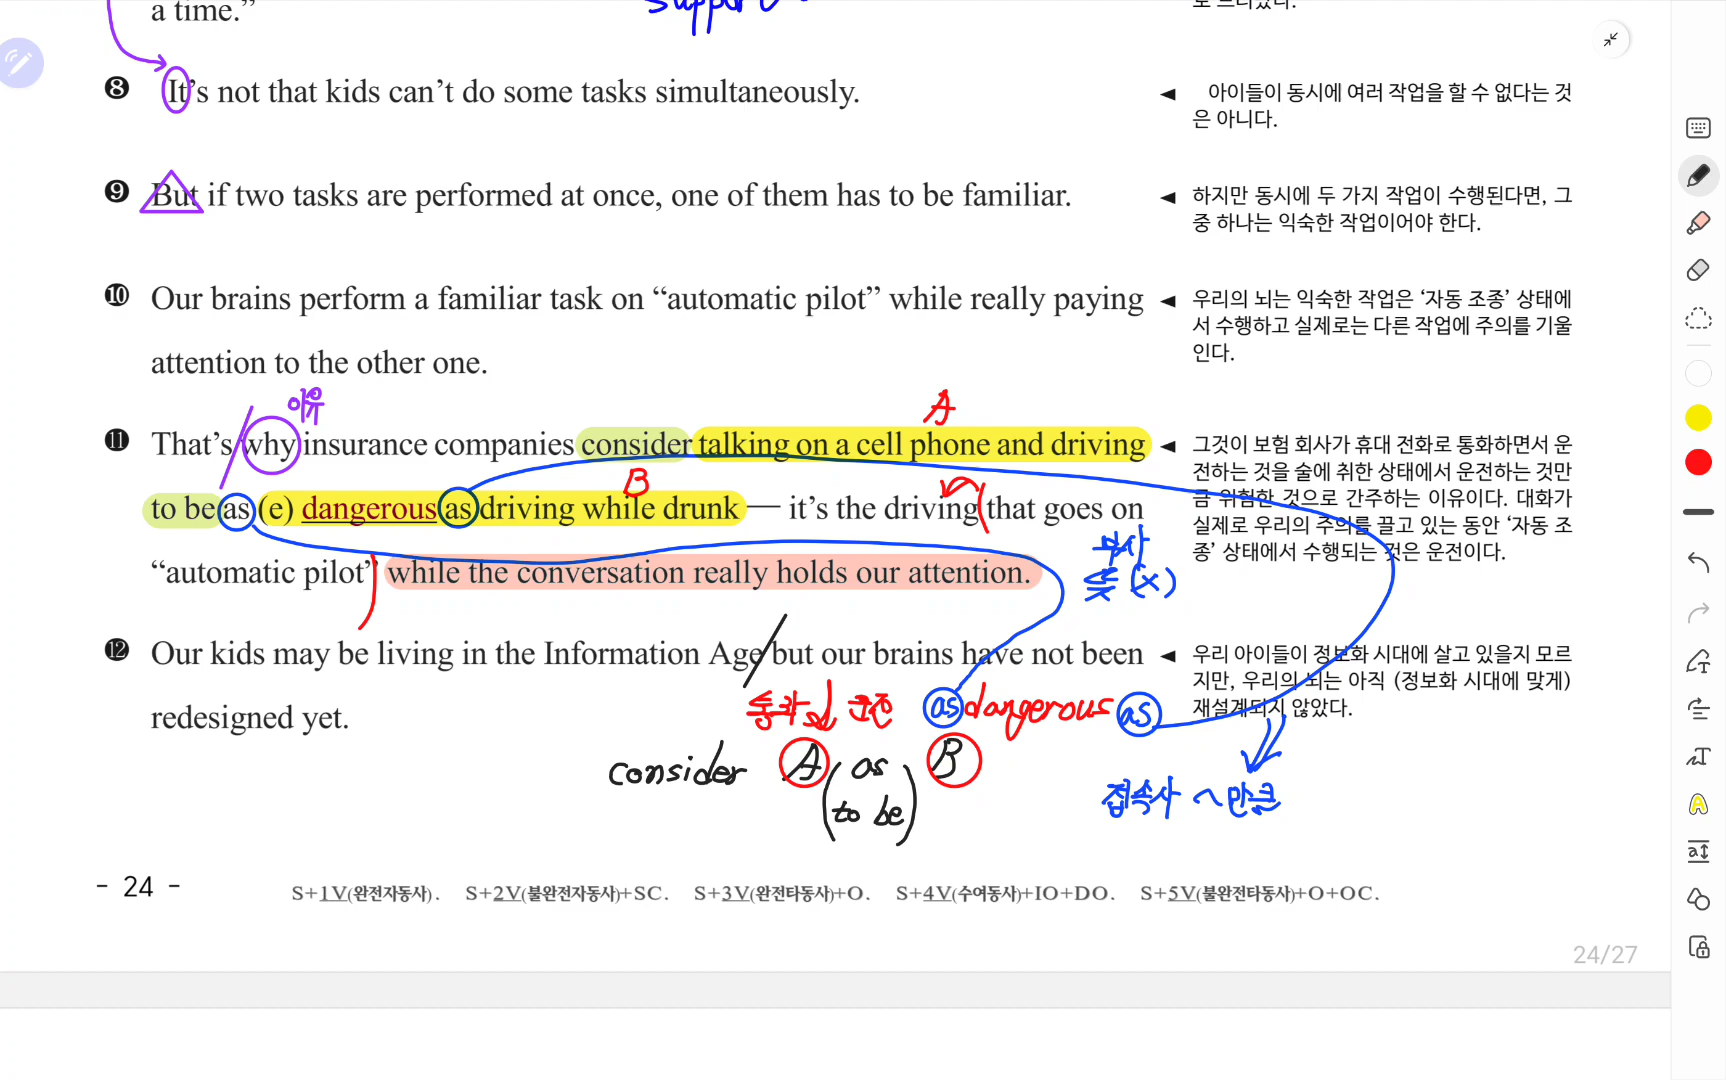 a time.”
support
로 느더졌다.
❽ It’s not that kids can’t do some tasks simultaneously.
◄ 아이들이 동시에 여러 작업을 할 수 없다는 것
은 아니다.
❾ But if two tasks are performed at once, one of them has to be familiar.
◄ 하지만 동시에 두 가지 작업이 수행된다면, 그
중 하나는 익숙한 작업이어야 한다.
❿ Our brains perform a familiar task on “automatic pilot” while really paying
attention to the other one.
◄ 우리의 뇌는 익숙한 작업은 ‘자동 조종’ 상태에
서 수행하고 실제로는 다른 작업에 주의를 기울
인다.
이유
A
⓫ That’s why insurance companies consider talking on a cell phone and driving
B
to be as (e) dangerous as driving while drunk — it’s the driving that goes on
“automatic pilot” while the conversation really holds our attention.
◄ 그것이 보험 회사가 휴대 전화로 통화하면서 운
전하는 것을 술에 취한 상태에서 운전하는 것만
큼 위험한 것으로 간주하는 이유이다. 대화가
실제로 우리의 주의를 끌고 있는 동안 ‘자동 조
종’ 상태에서 수행되는 것은 운전이다.
부사
뜻 (x)
⓬ Our kids may be living in the Information Age but our brains have not been
redesigned yet.
◄ 우리 아이들이 정보화 시대에 살고 있을지 모르
지만, 우리의 뇌는 아직 (정보화 시대에 맞게)
재설계되지 않았다.
as dangerous as
consider A as B
(to be)
접속사 ~만큼
- 24 -
S+1V(완전자동사). S+2V(불완전자동사)+SC. S+3V(완전타동사)+O. S+4V(수여동사)+IO+DO. S+5V(불완전타동사)+O+OC.
24/27